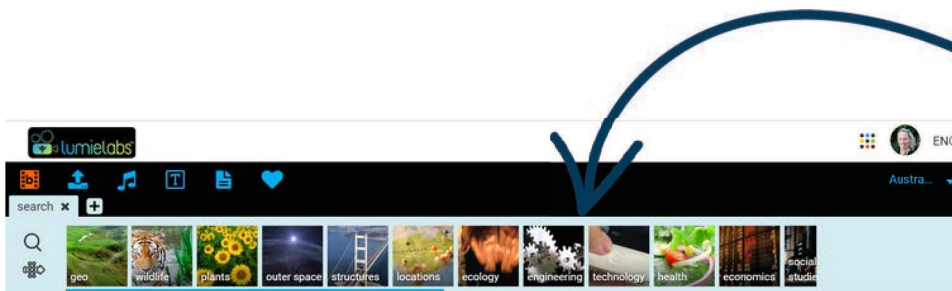 lumielabs
ENG
T
Austra...
search
geo wildlife plants outer space structures locations ecology engineering technology health economics social studie